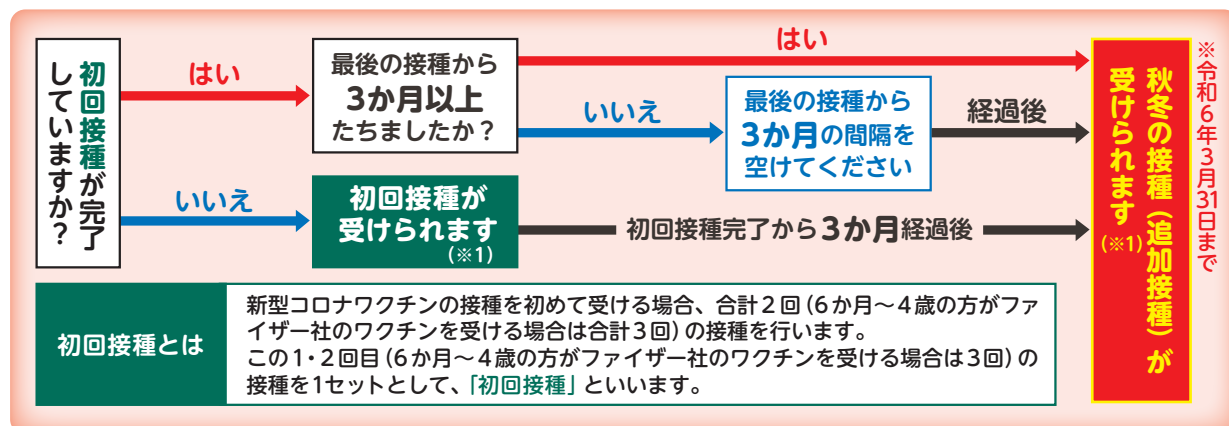 初回接種が完了
していますか？
はい
最後の接種から
3か月以上
たちましたか？
はい
いいえ
最後の接種から
3か月の間隔を
空けてください
経過後
いいえ
初回接種が
受けられます
(※1)
初回接種完了から3か月経過後
秋冬の接種（追加接種）が
受けられます(※1)
※令和6年3月31日まで
初回接種とは
新型コロナワクチンの接種を初めて受ける場合、合計2回（6か月～4歳の方がファ
イザー社のワクチンを受ける場合は合計3回）の接種を行います。
この1・2回目（6か月～4歳の方がファイザー社のワクチンを受ける場合は3回）の
接種を1セットとして、「初回接種」といいます。